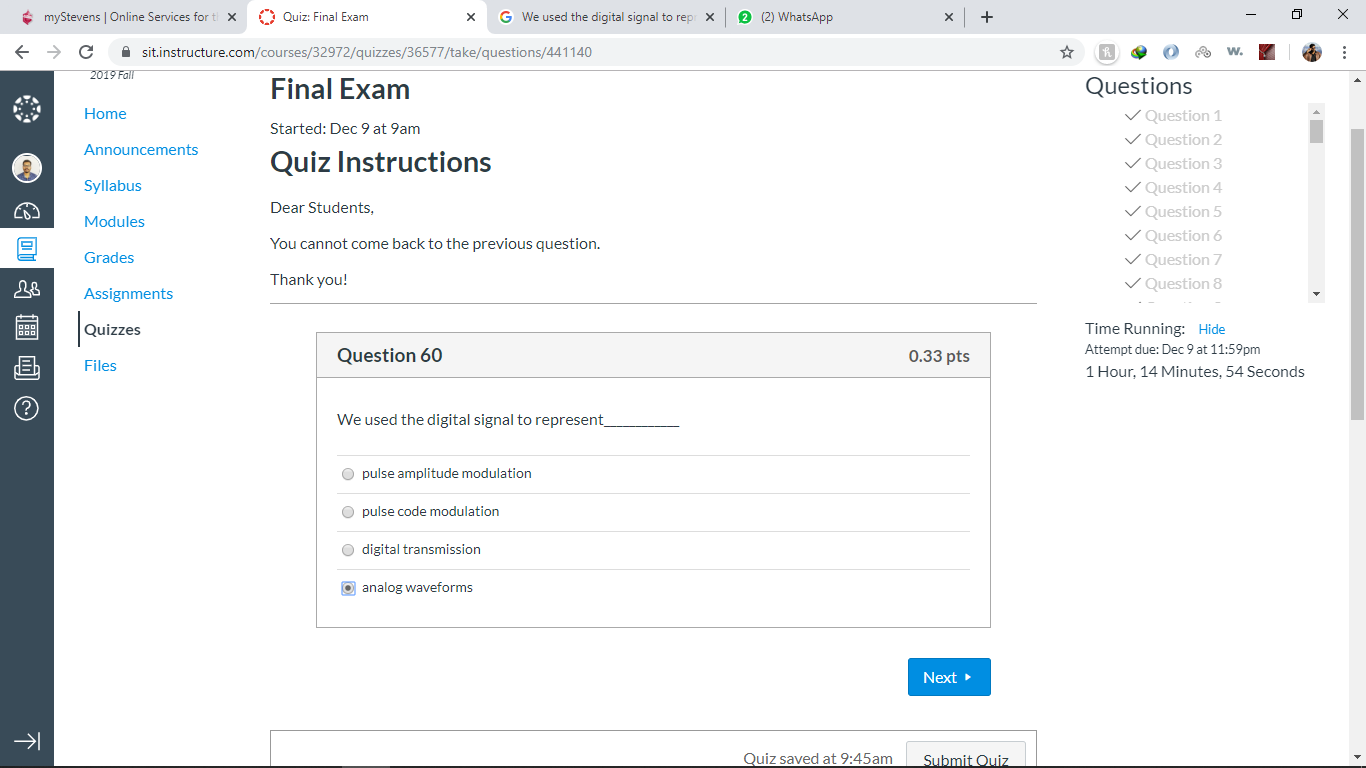 myStevens | Online Services for t
Quiz: Final Exam
We used the digital signal to rep
(2) WhatsApp
sit.instructure.com/courses/32972/quizzes/36577/take/questions/441140
2019 Fall
Home
Announcements
Syllabus
Modules
Grades
Assignments
Quizzes
Files
Final Exam
Started: Dec 9 at 9am
Quiz Instructions
Dear Students,
You cannot come back to the previous question.
Thank you!
Question 60 0.33 pts
We used the digital signal to represent____________
pulse amplitude modulation
pulse code modulation
digital transmission
analog waveforms
Next
Quiz saved at 9:45am Submit Quiz
Questions
Question 1
Question 2
Question 3
Question 4
Question 5
Question 6
Question 7
Question 8
Time Running: Hide
Attempt due: Dec 9 at 11:59pm
1 Hour, 14 Minutes, 54 Seconds